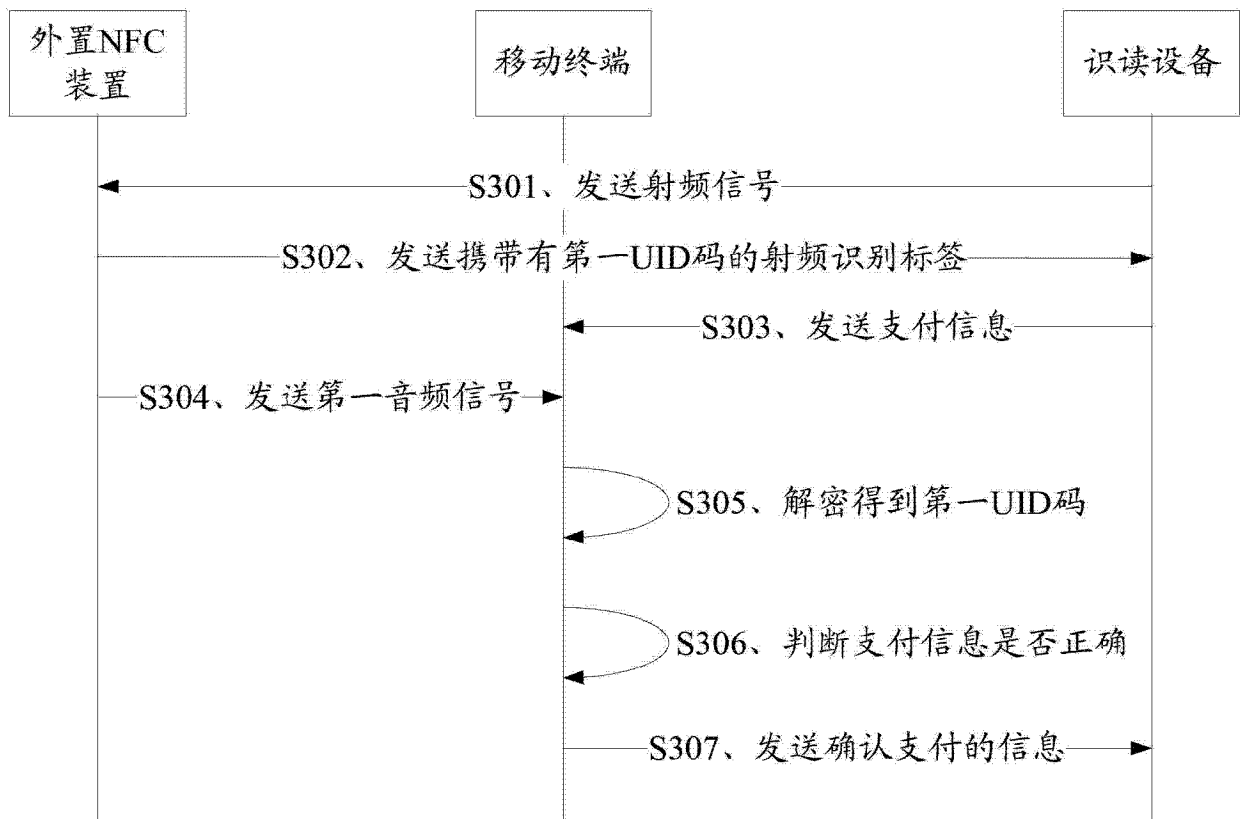 外置NFC
装置
移动终端
识读设备
S301、发送射频信号
S302、发送携带有第一UID码的射频识别标签
S303、发送支付信息
S304、发送第一音频信号
S305、解密得到第一UID码
S306、判断支付信息是否正确
S307、发送确认支付的信息